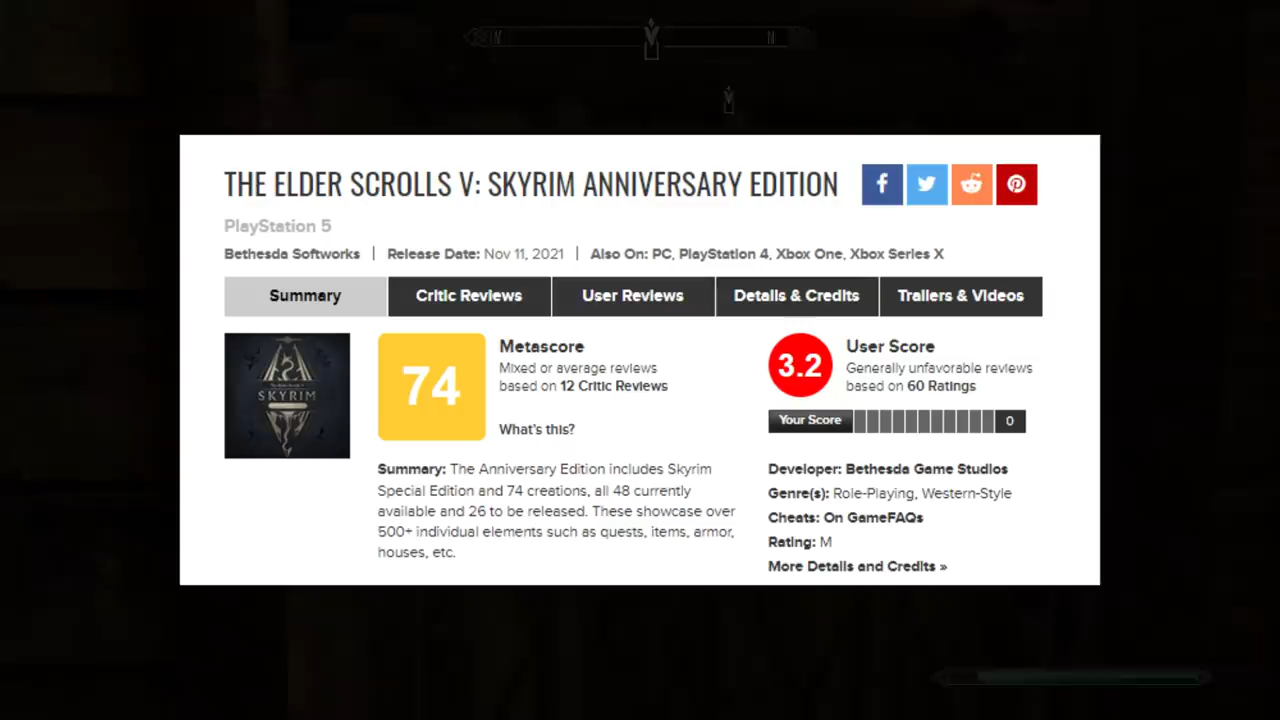 N
N
THE ELDER SCROLLS V: SKYRIM ANNIVERSARY EDITION
PlayStation 5
Bethesda Softworks | Release Date: Nov 11, 2021 | Also On: PC, PlayStation 4, Xbox One, Xbox Series X
Summary Critic Reviews User Reviews Details & Credits Trailers & Videos
SKYRIM
74
Metascore
Mixed or average reviews
based on 12 Critic Reviews
What's this?
3.2
User Score
Generally unfavorable reviews
based on 60 Ratings
Your Score 0
Summary: The Anniversary Edition includes Skyrim
Special Edition and 74 creations, all 48 currently
available and 26 to be released. These showcase over
500+ individual elements such as quests, items, armor,
houses, etc.
Developer: Bethesda Game Studios
Genre(s): Role-Playing, Western-Style
Cheats: On GameFAQs
Rating: M
More Details and Credits »